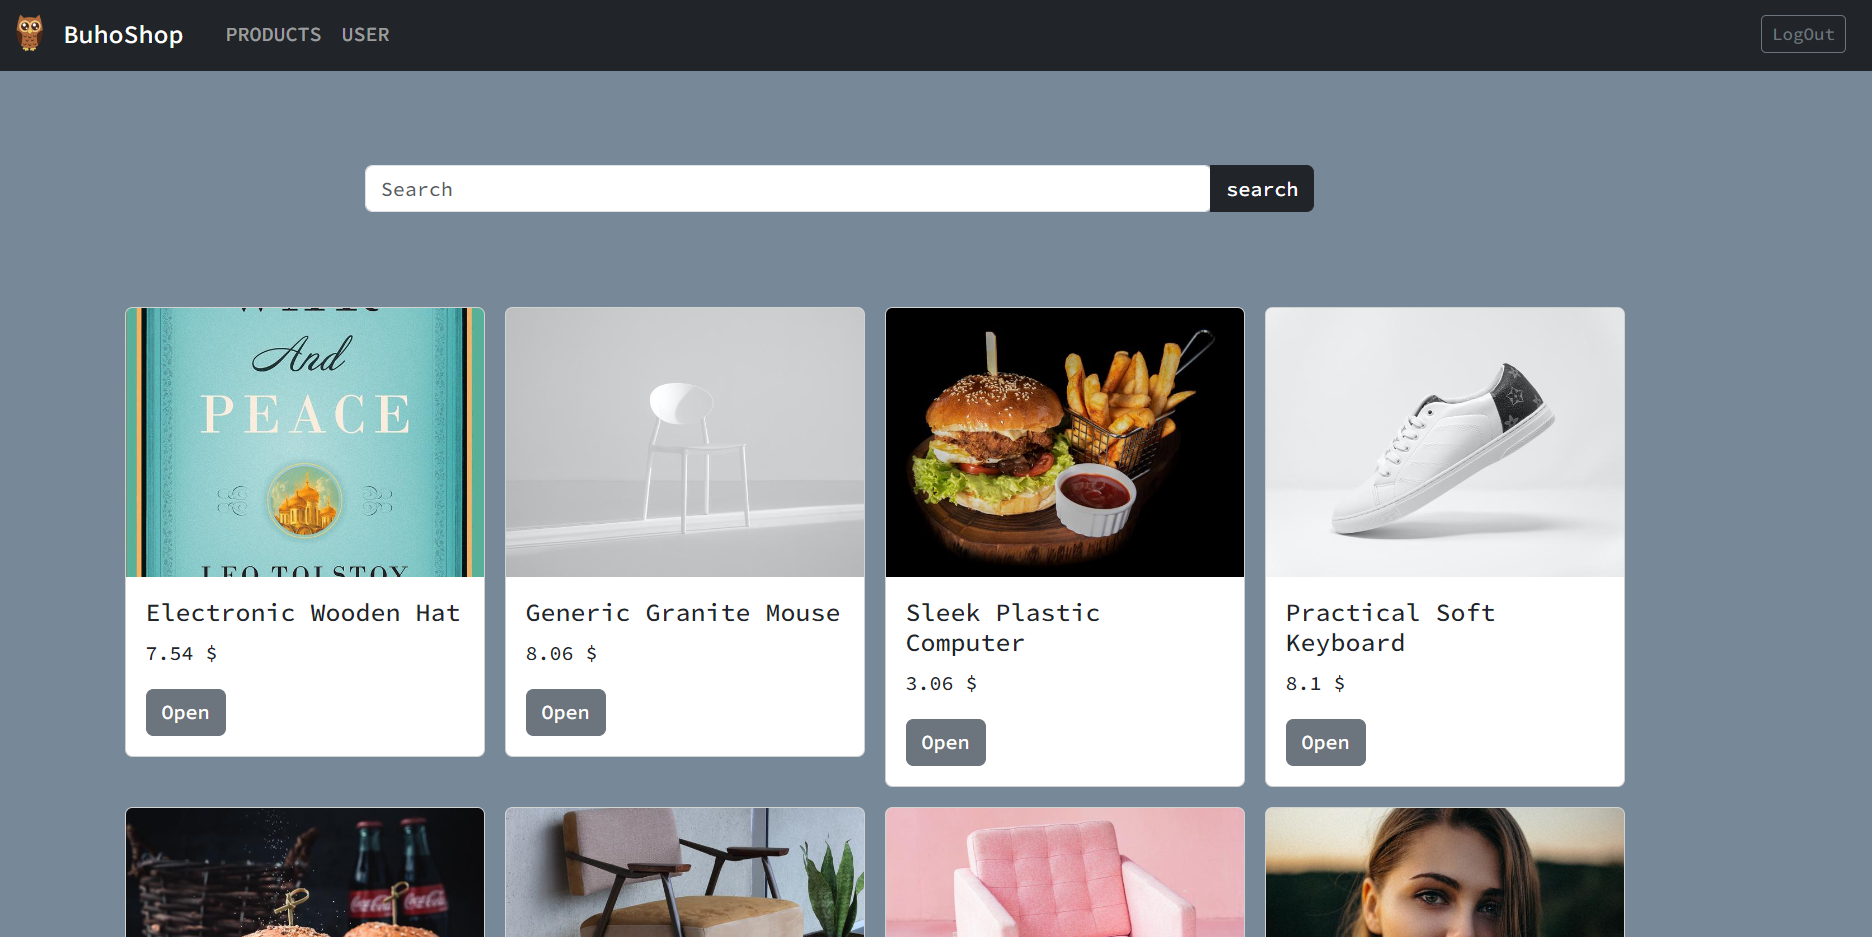 BuhoShop
PRODUCTS USER
LogOut
Search
search
And
PEACE
LEO TOLSTOY
Electronic Wooden Hat
7.54 $
Open
Generic Granite Mouse
8.06 $
Open
Sleek Plastic
Computer
3.06 $
Open
Practical Soft
Keyboard
8.1 $
Open